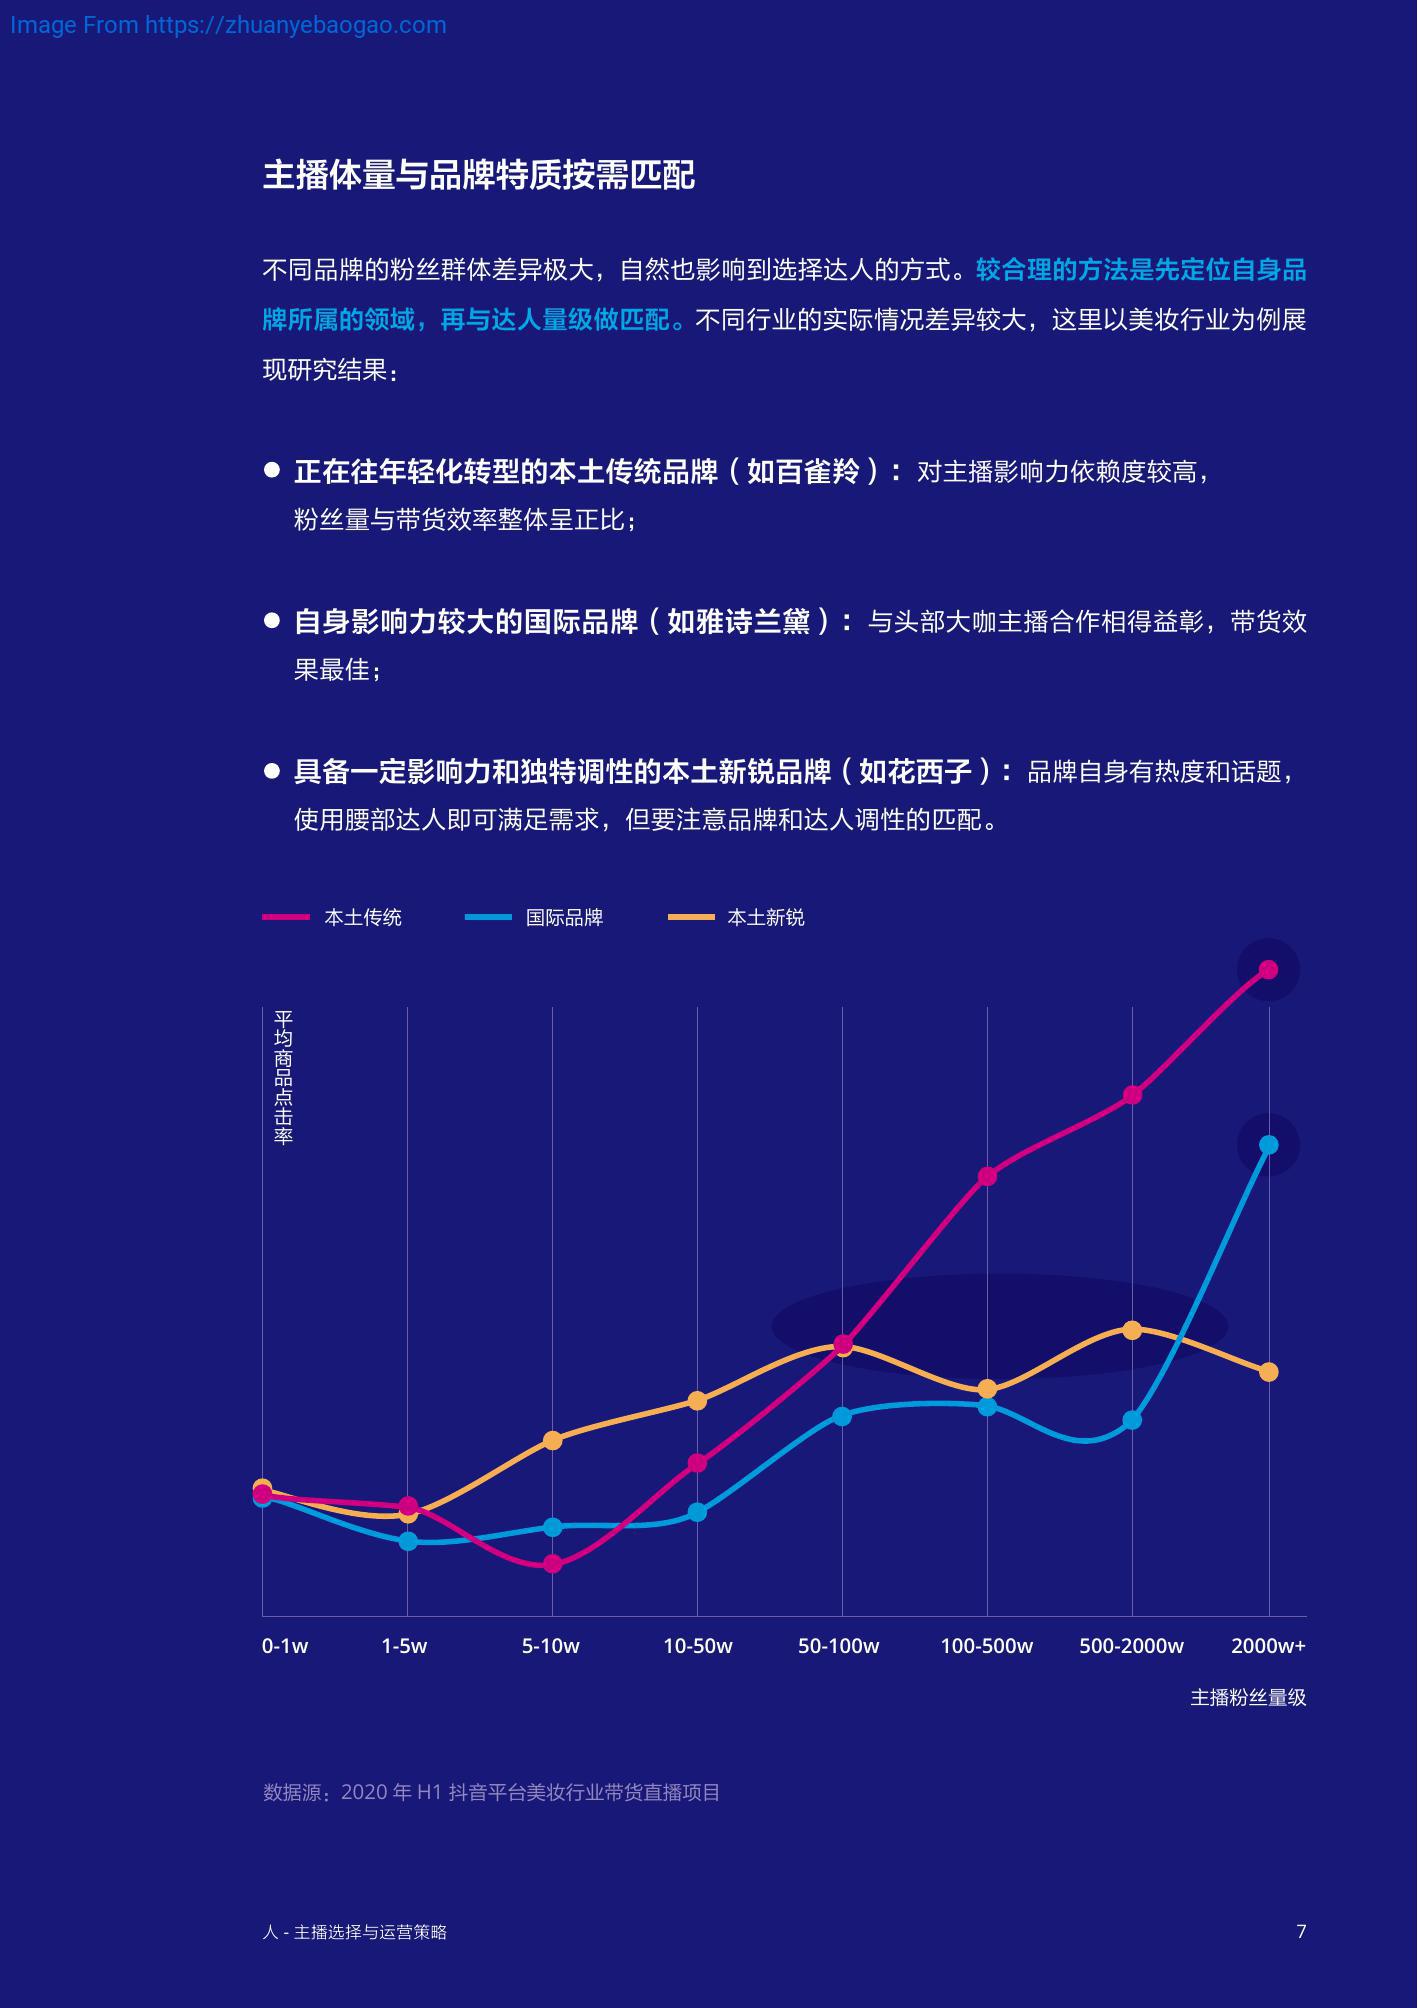 Image From https://zhuanyebaogao.com
主播体量与品牌特质按需匹配
不同品牌的粉丝群体差异极大，自然也影响到选择达人的方式。较合理的方法是先定位自身品
牌所属的领域，再与达人量级做匹配。不同行业的实际情况差异较大，这里以美妆行业为例展
现研究结果：
● 正在往年轻化转型的本土传统品牌（如百雀羚）：对主播影响力依赖度较高，
粉丝量与带货效率整体呈正比；
● 自身影响力较大的国际品牌（如雅诗兰黛）：与头部大咖主播合作相得益彰，带货效
果最佳；
● 具备一定影响力和独特调性的本土新锐品牌（如花西子）：品牌自身有热度和话题，
使用腰部达人即可满足需求，但要注意品牌和达人调性的匹配。
本土传统 国际品牌 本土新锐
平均商品点击率
0-1w 1-5w 5-10w 10-50w 50-100w 100-500w 500-2000w 2000w+
主播粉丝量级
数据源：2020 年 H1 抖音平台美妆行业带货直播项目
人 - 主播选择与运营策略 7